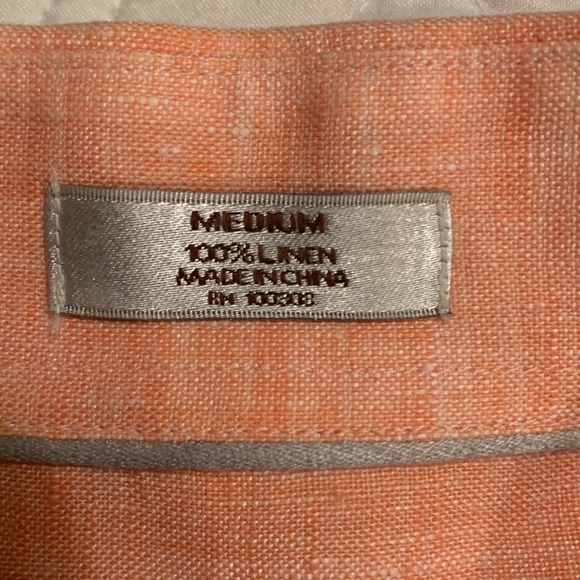 MEDIUM
100% LINEN
MADE IN CHINA
RN 100308